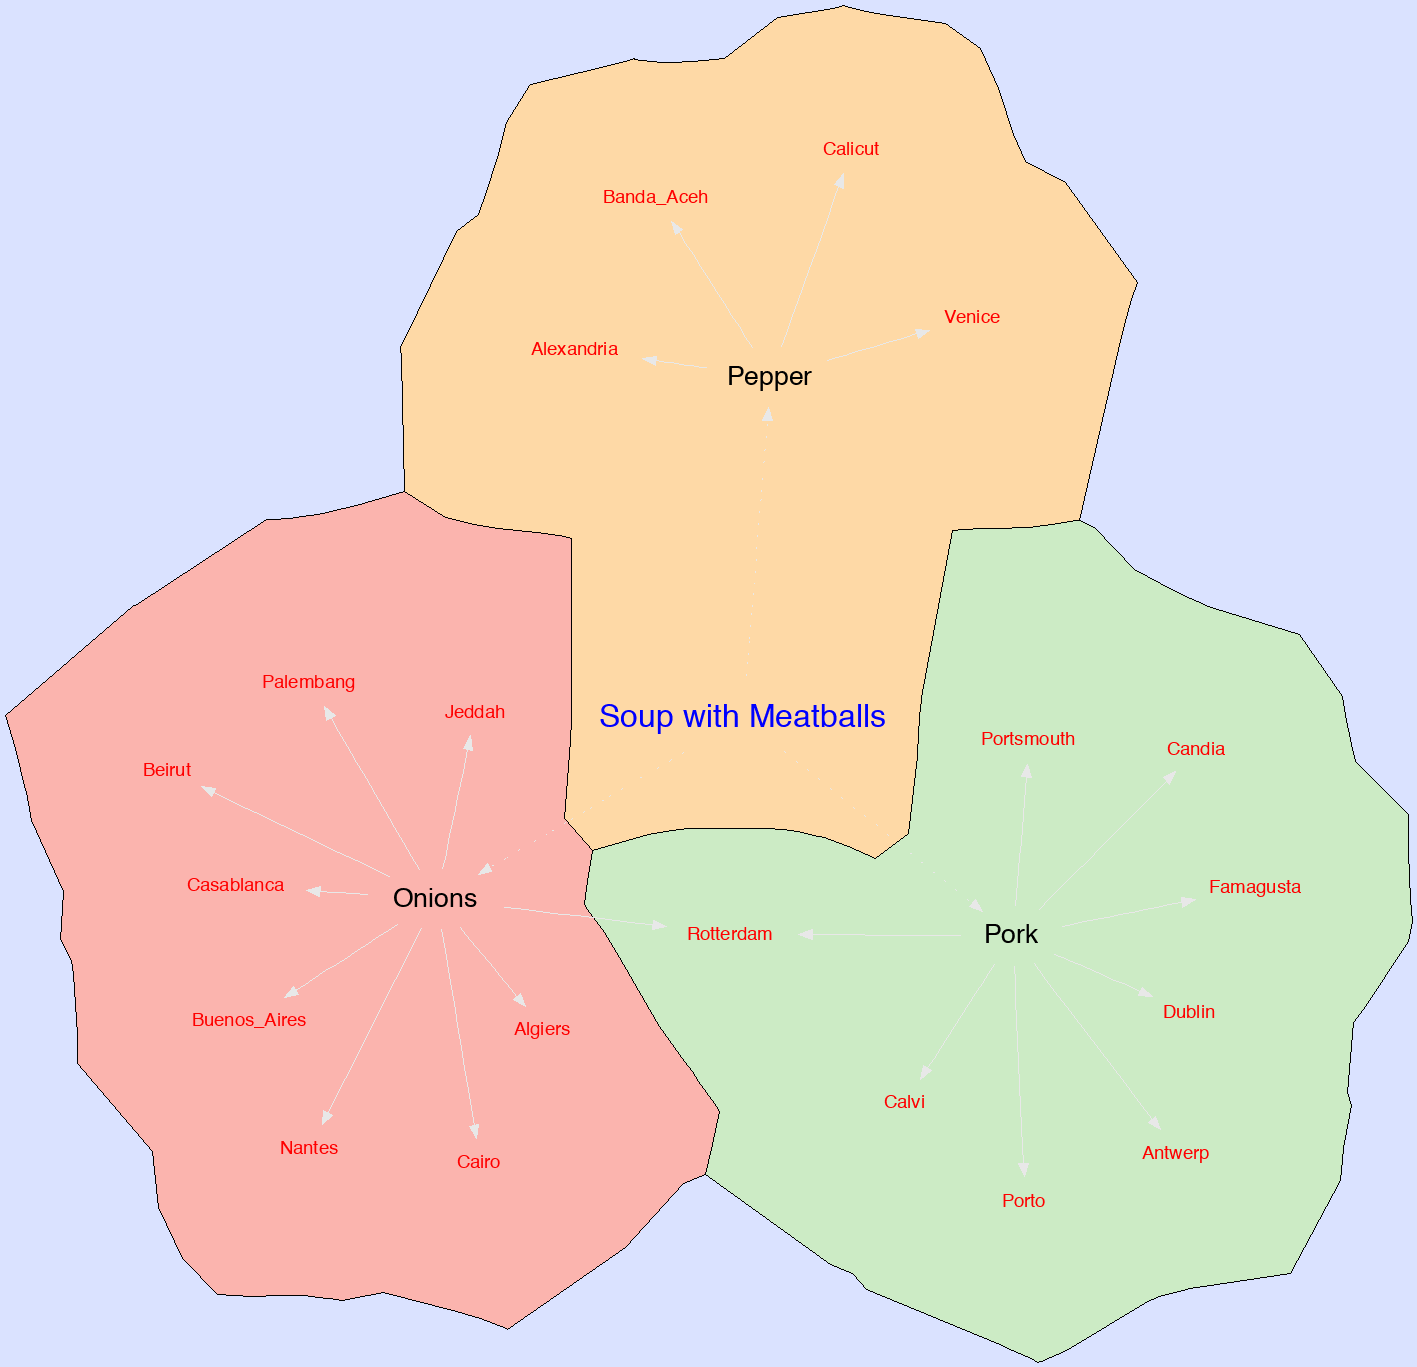 Calicut
Banda_Aceh
Venice
Alexandria
Pepper
Palembang
Jeddah
Soup with Meatballs
Portsmouth
Candia
Beirut
Casablanca
Onions
Famagusta
Rotterdam
Pork
Buenos_Aires
Algiers
Dublin
Calvi
Nantes
Cairo
Antwerp
Porto